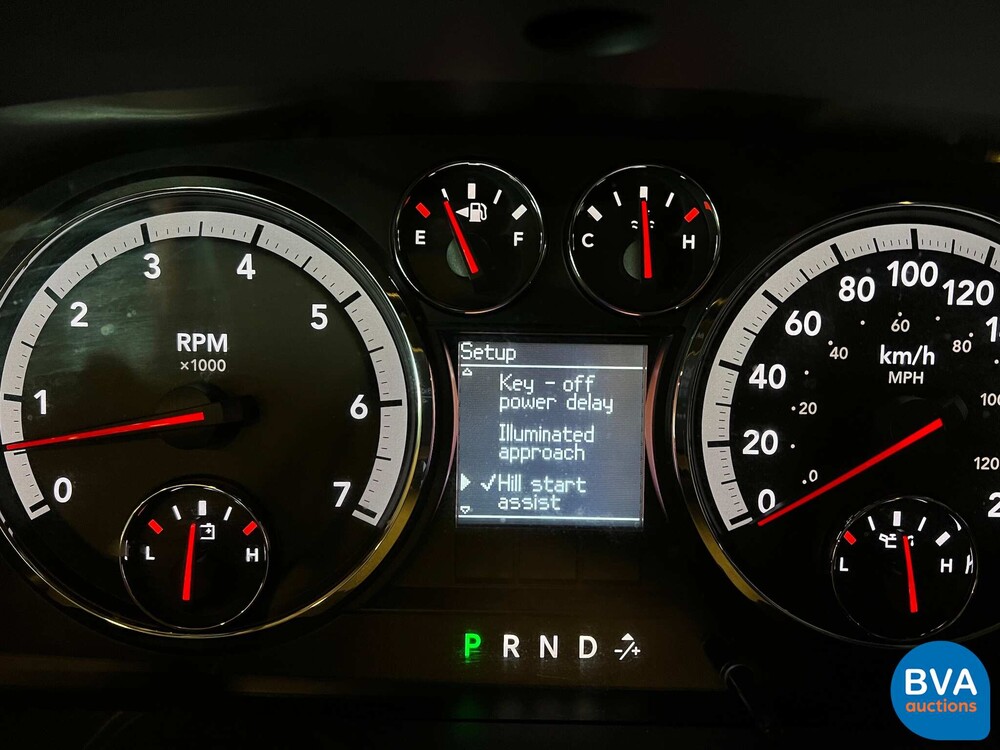 RPM
×1000
0
1
2
3
4
5
6
7
L
H
E
F
C
H
Setup
Key - off
power delay
Illuminated
approach
✓Hill start
assist
P R N D -/+
km/h
MPH
0
20
40
60
80
100
120
.0
20
40
60
80
120
L
H
BVA
auctions